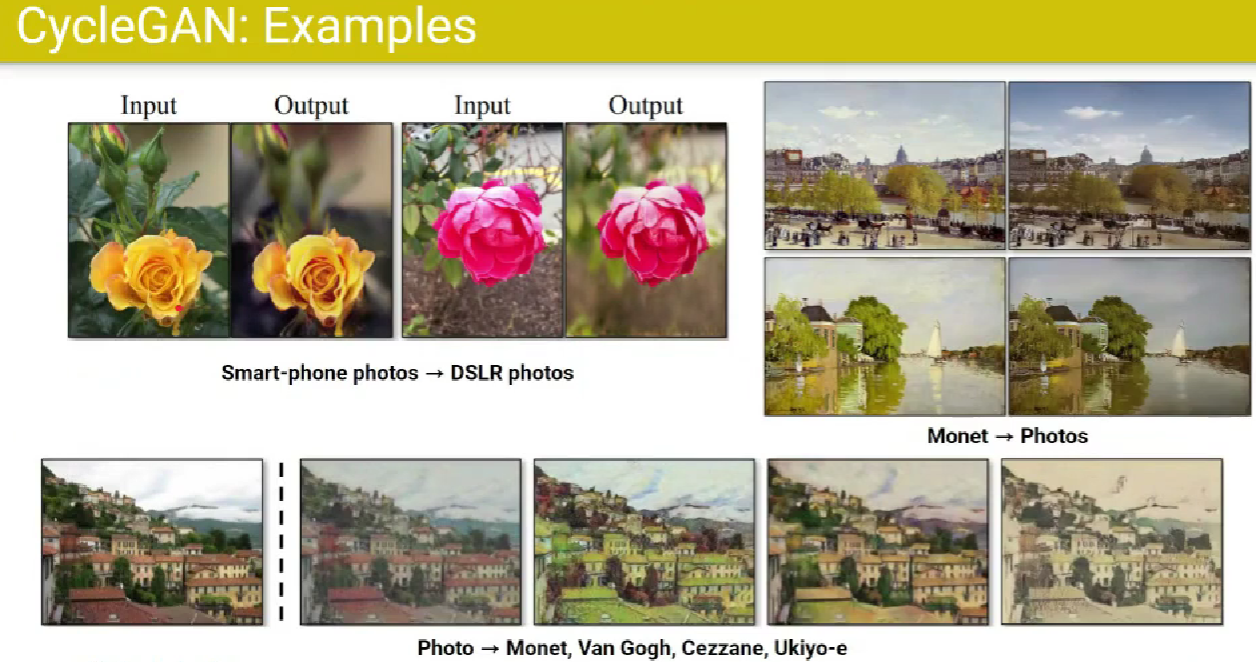 CycleGAN: Examples
Input Output Input Output
Smart-phone photos → DSLR photos
Monet → Photos
Photo → Monet, Van Gogh, Cezzane, Ukiyo-e